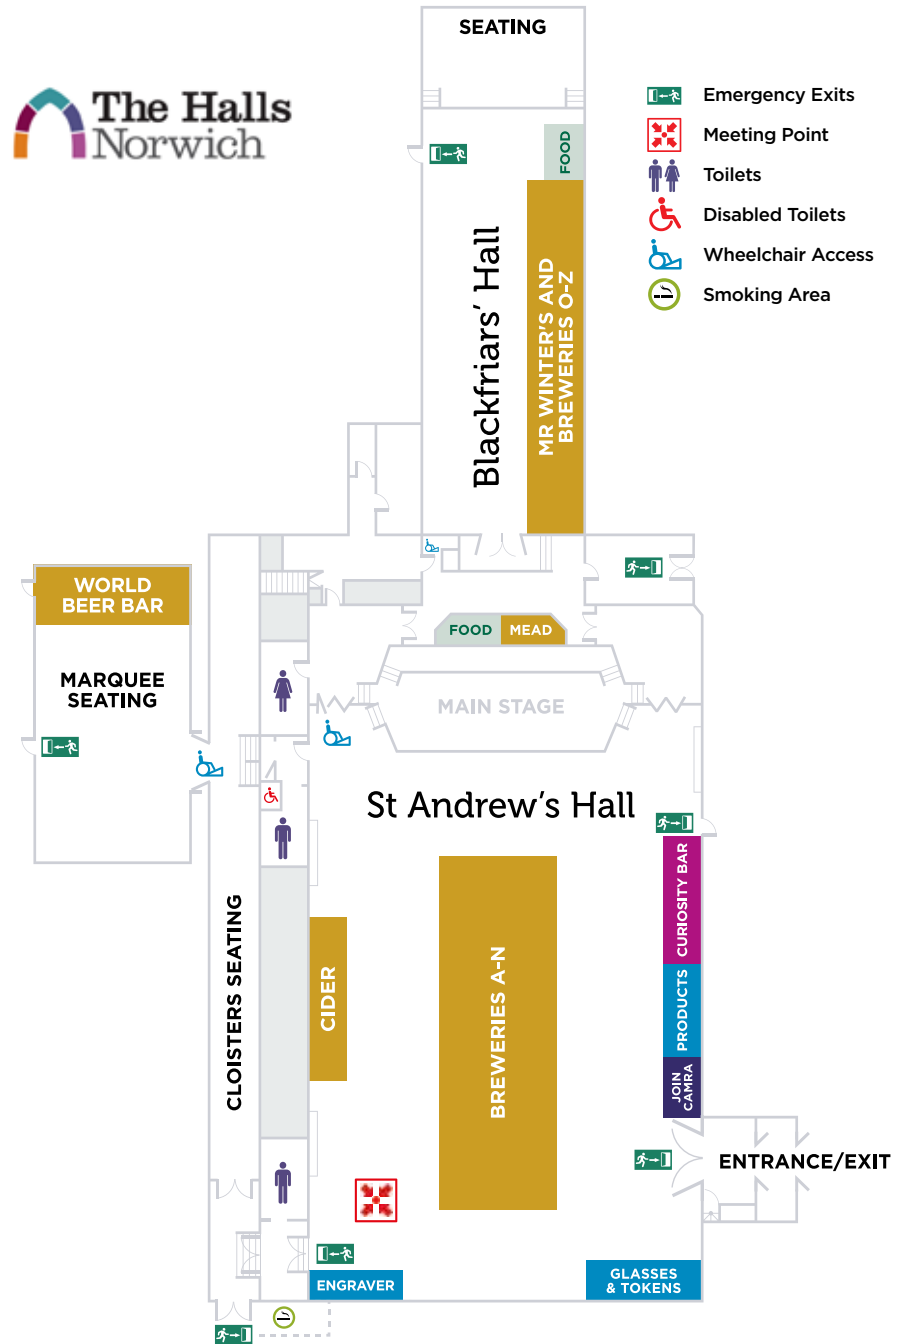 SEATING
The Halls
Norwich
Emergency Exits
Meeting Point
Toilets
Disabled Toilets
Wheelchair Access
Smoking Area
FOOD
Blackfriars' Hall
MR WINTER'S AND
BREWERIES O-Z
WORLD
BEER BAR
MARQUEE
SEATING
FOOD
MEAD
MAIN STAGE
St Andrew's Hall
CLOISTERS SEATING
CIDER
BREWERIES A-N
CURIOSITY BAR
PRODUCTS
JOIN
CAMRA
ENTRANCE/EXIT
ENGRAVER
GLASSES
& TOKENS